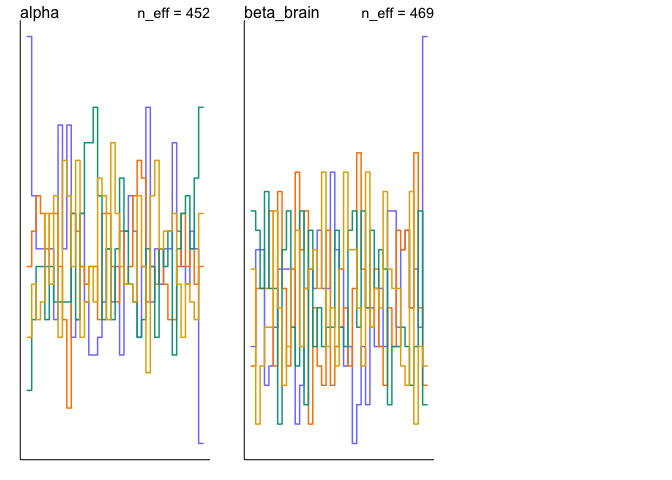 alpha n_eff = 452
beta_brain n_eff = 469